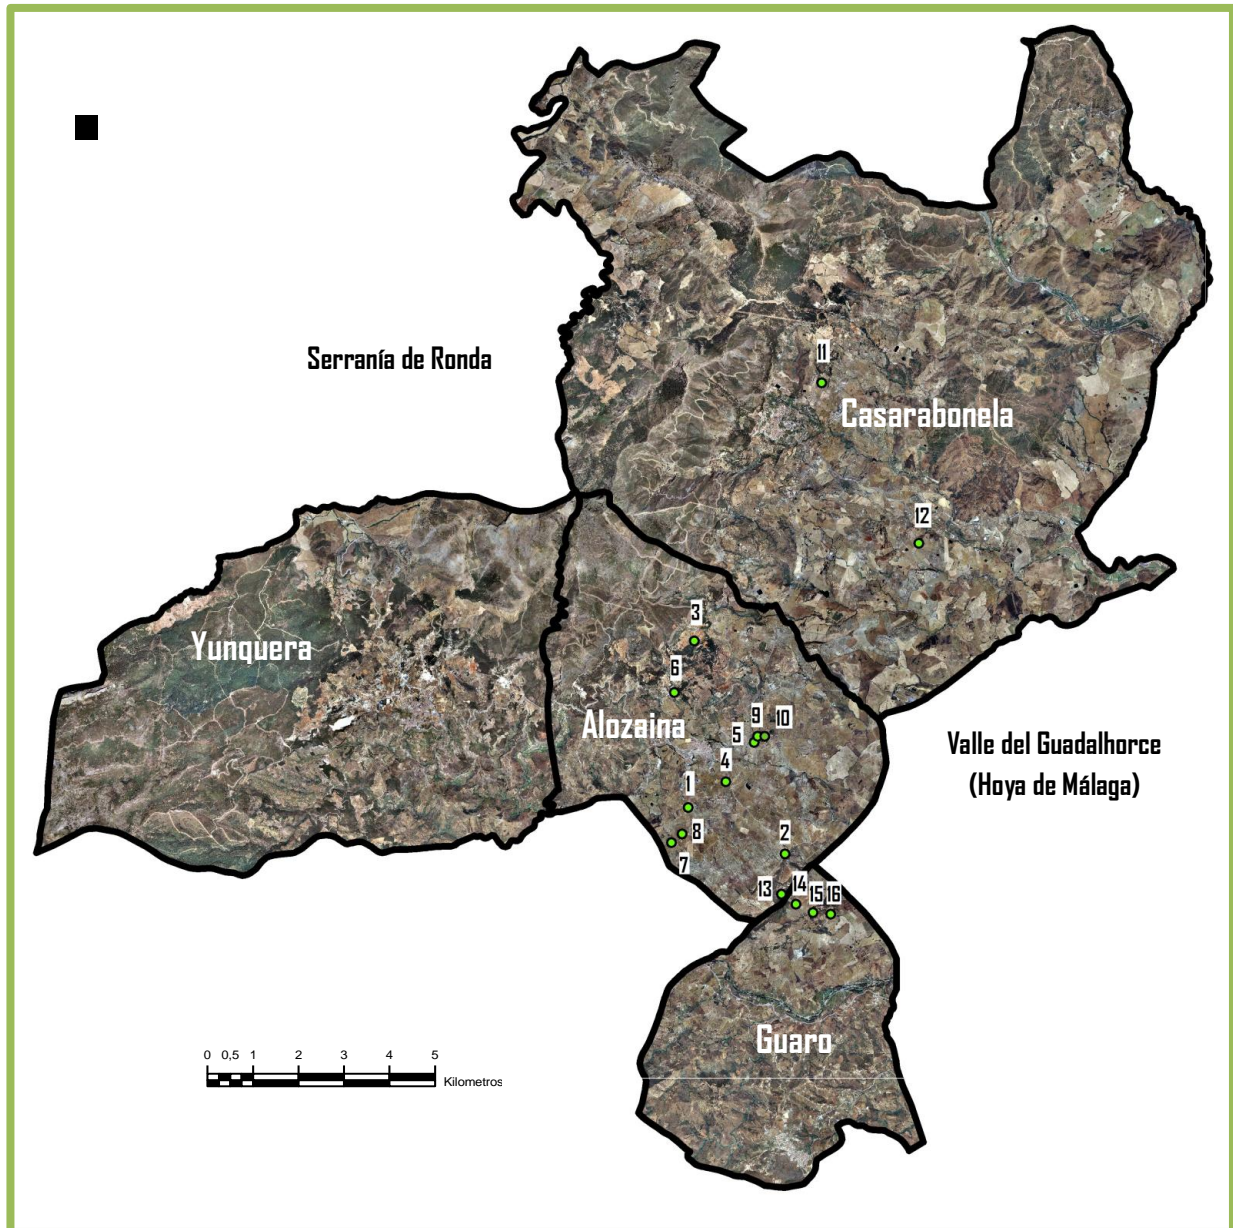 11
Serranía de Ronda
Casarabonela
12
3
Yunquera
6
Alozaina
9
10
5
Valle del Guadalhorce
(Hoya de Málaga)
4
1
8
2
7
13
14
15
16
Guaro
0 0,5 1 2 3 4 5
Kilometros